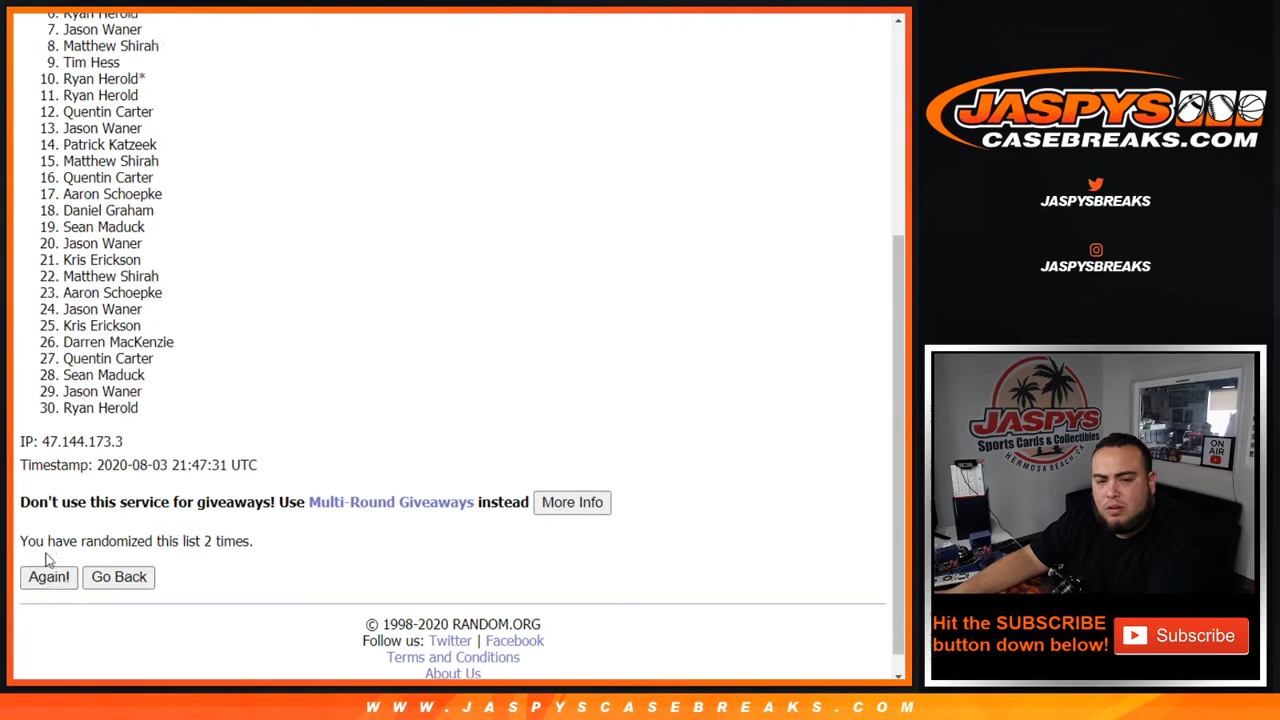 6. Ryan Herold
7. Jason Waner
8. Matthew Shirah
9. Tim Hess
10. Ryan Herold*
11. Ryan Herold
12. Quentin Carter
13. Jason Waner
14. Patrick Katzeek
15. Matthew Shirah
16. Quentin Carter
17. Aaron Schoepke
18. Daniel Graham
19. Sean Maduck
20. Jason Waner
21. Kris Erickson
22. Matthew Shirah
23. Aaron Schoepke
24. Jason Waner
25. Kris Erickson
26. Darren MacKenzie
27. Quentin Carter
28. Sean Maduck
29. Jason Waner
30. Ryan Herold
IP: 47.144.173.3
Timestamp: 2020-08-03 21:47:31 UTC
Don't use this service for giveaways! Use Multi-Round Giveaways instead More Info
You have randomized this list 2 times.
Again! Go Back
© 1998-2020 RANDOM.ORG
Follow us: Twitter | Facebook
Terms and Conditions
About Us
JASPYS
CASEBREAKS.COM
JASPYSBREAKS
JASPYSBREAKS
JASPYS
Sports Cards & Collectibles
HERMOSA BEACH-CA
ON
AIR
Hit the SUBSCRIBE
button down below!
Subscribe
WWW.JASPYSCASEBREAKS.COM